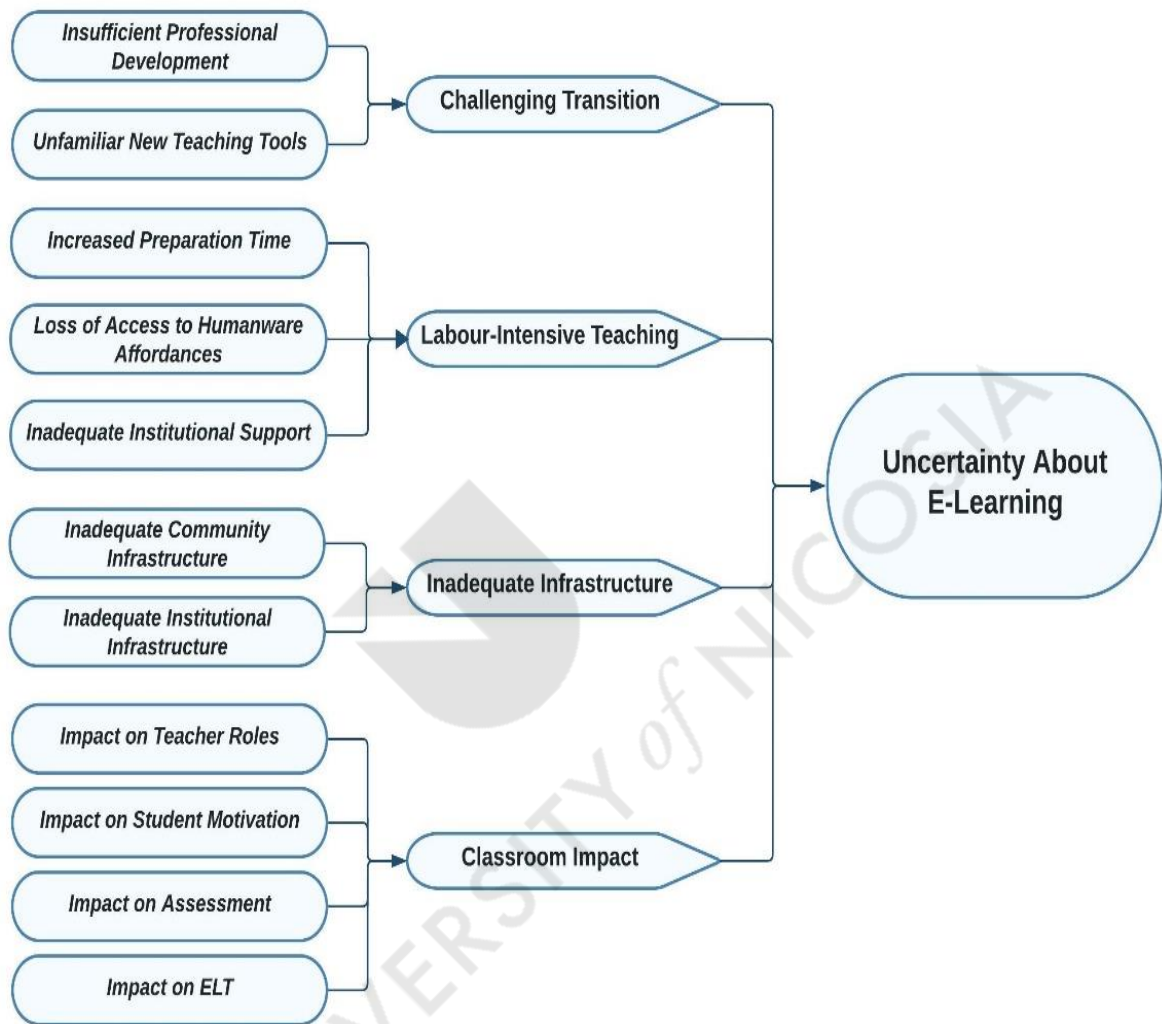 Insufficient Professional
Development
Unfamiliar New Teaching Tools
Challenging Transition
Increased Preparation Time
Loss of Access to Humanware
Affordances
Inadequate Institutional Support
Labour-Intensive Teaching
Inadequate Community
Infrastructure
Inadequate Institutional
Infrastructure
Inadequate Infrastructure
Impact on Teacher Roles
Impact on Student Motivation
Impact on Assessment
Impact on ELT
Classroom Impact
Uncertainty About
E-Learning
VERSITY of NICOSIA